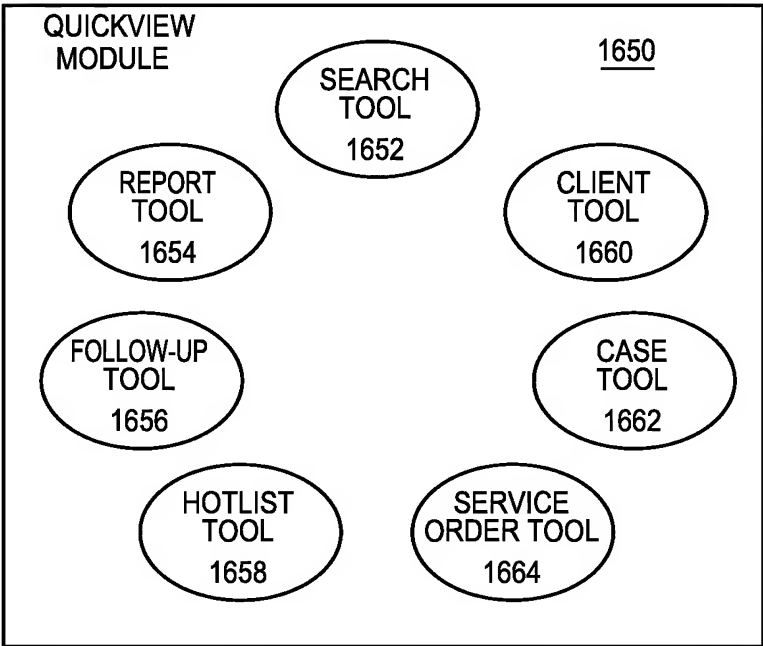 QUICKVIEW
MODULE
1650
SEARCH
TOOL
1652
REPORT
TOOL
1654
CLIENT
TOOL
1660
FOLLOW-UP
TOOL
1656
CASE
TOOL
1662
HOTLIST
TOOL
1658
SERVICE
ORDER TOOL
1664